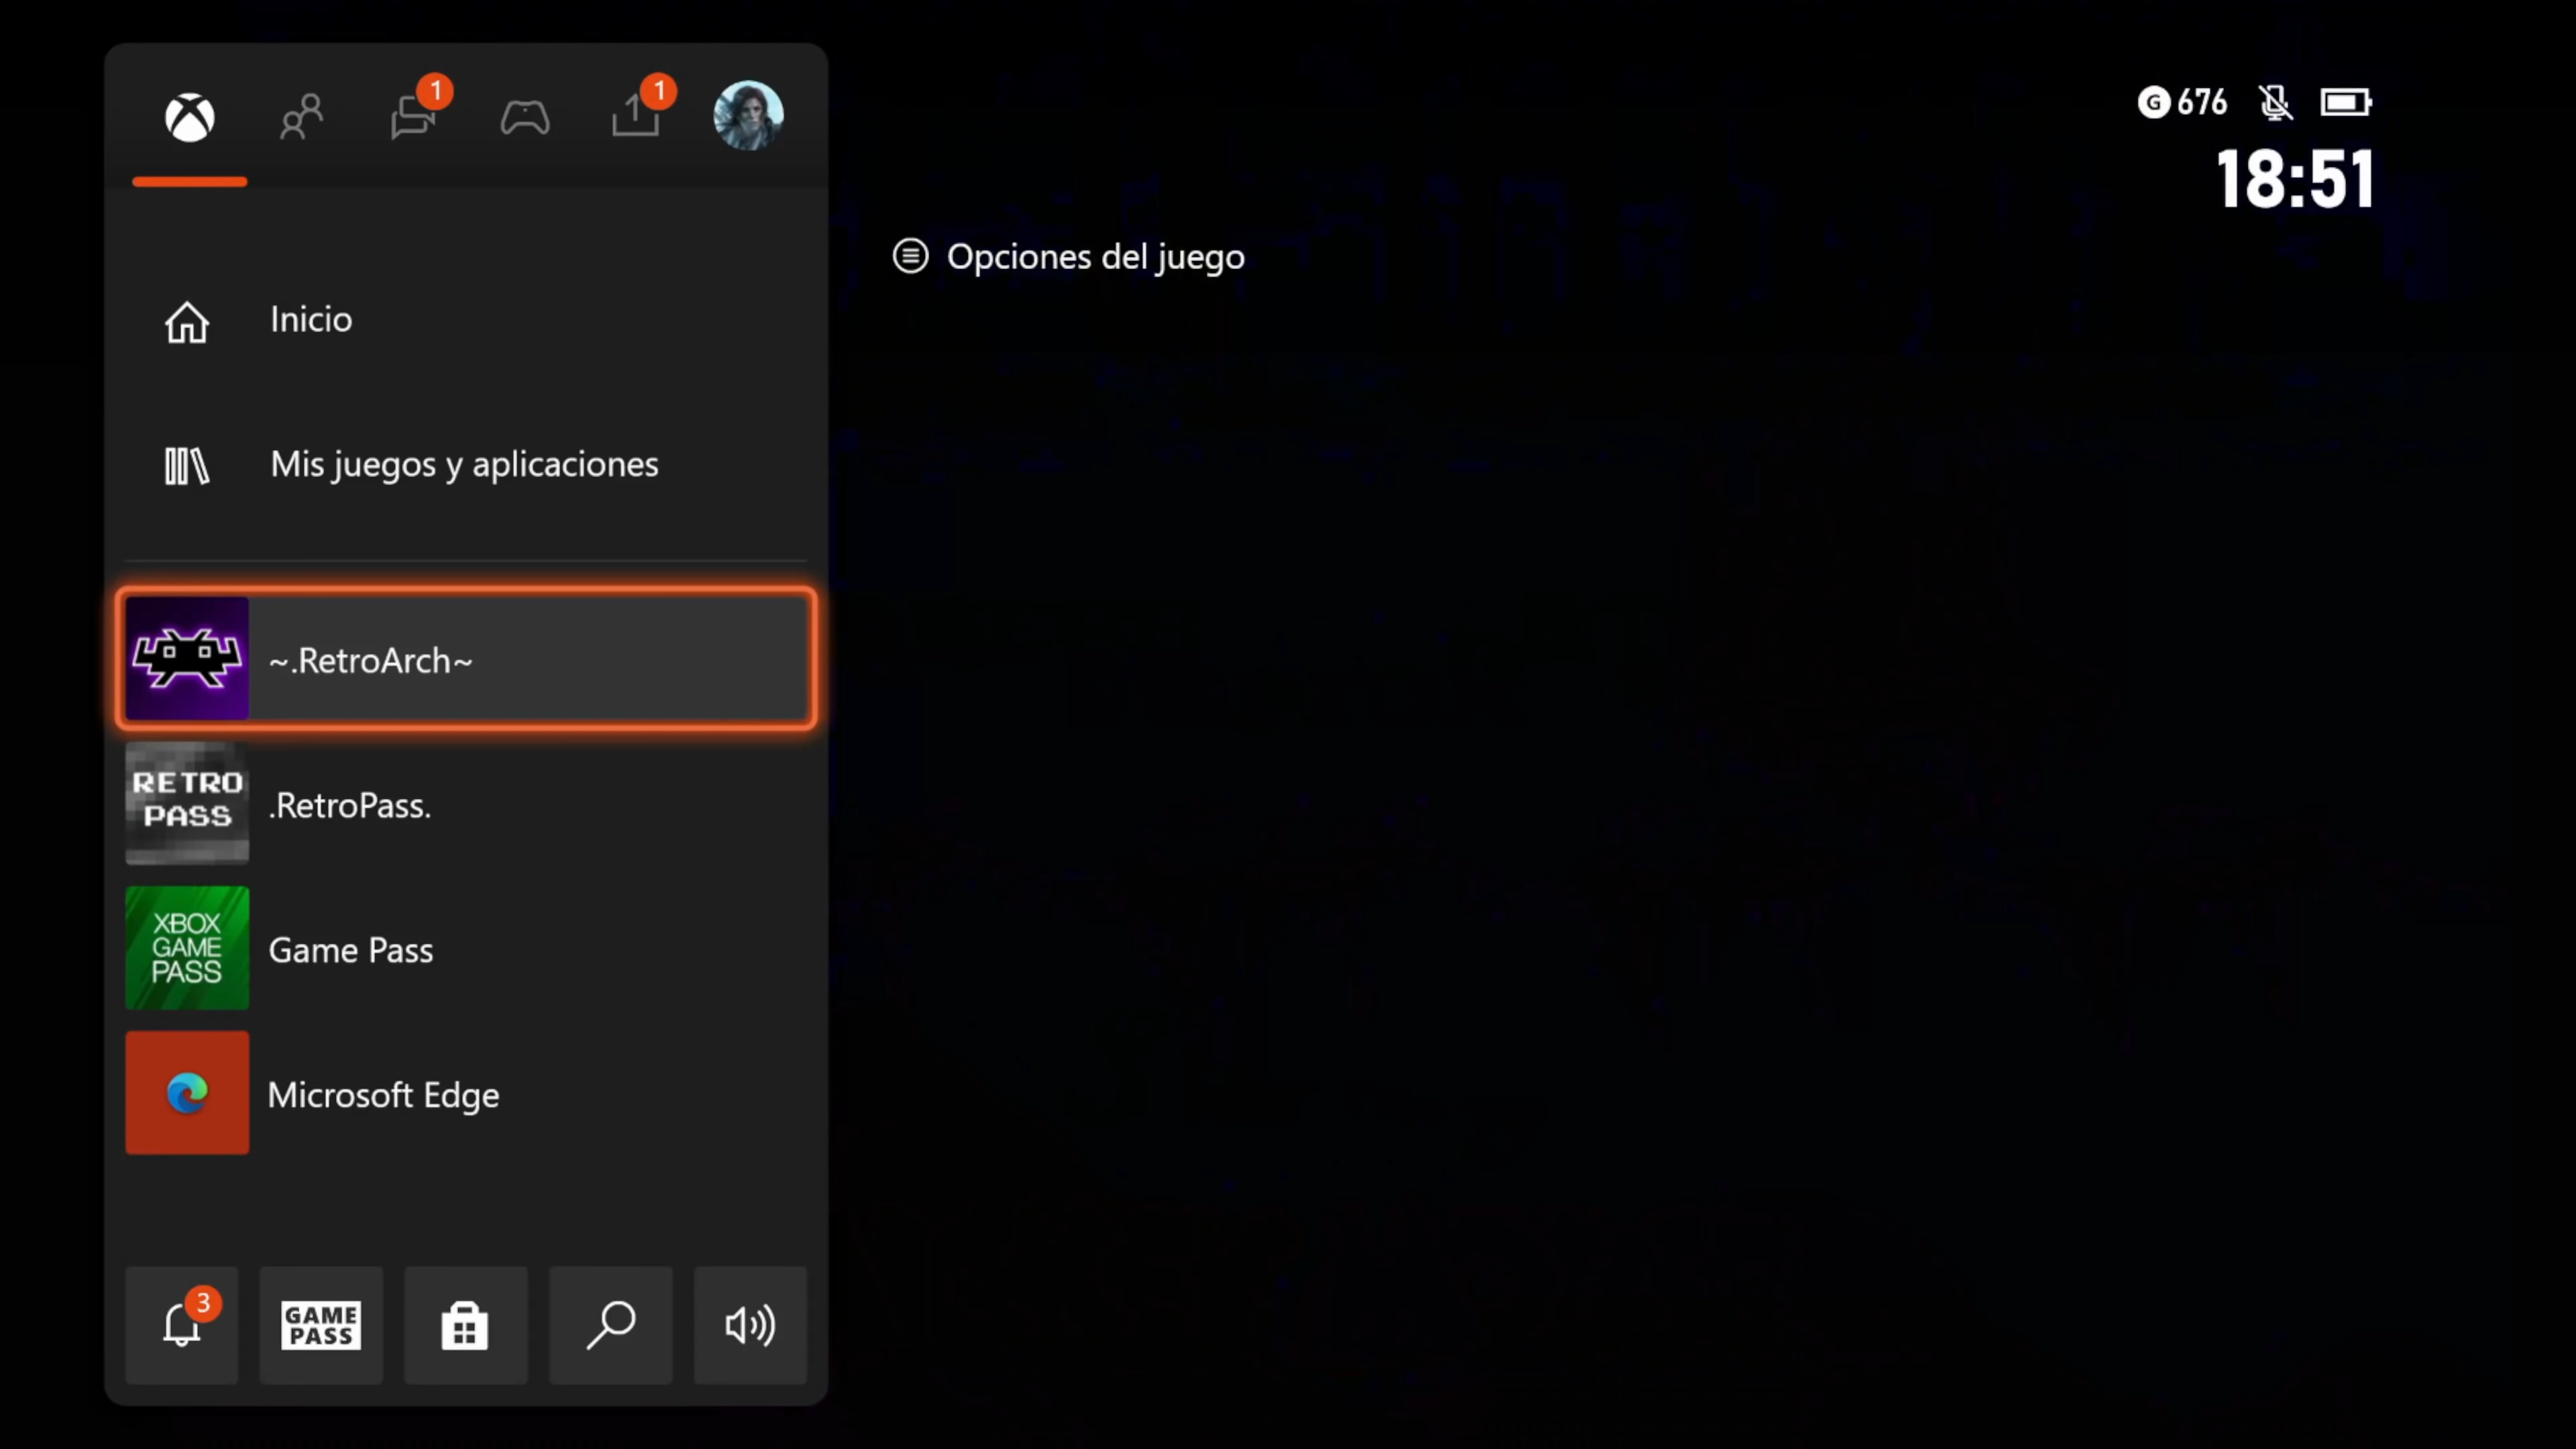 1
1
G 676
18:51
Opciones del juego
Inicio
Mis juegos y aplicaciones
~.RetroArch~
RETRO
PASS
.RetroPass.
XBOX
GAME
PASS
Game Pass
Microsoft Edge
3
GAME
PASS